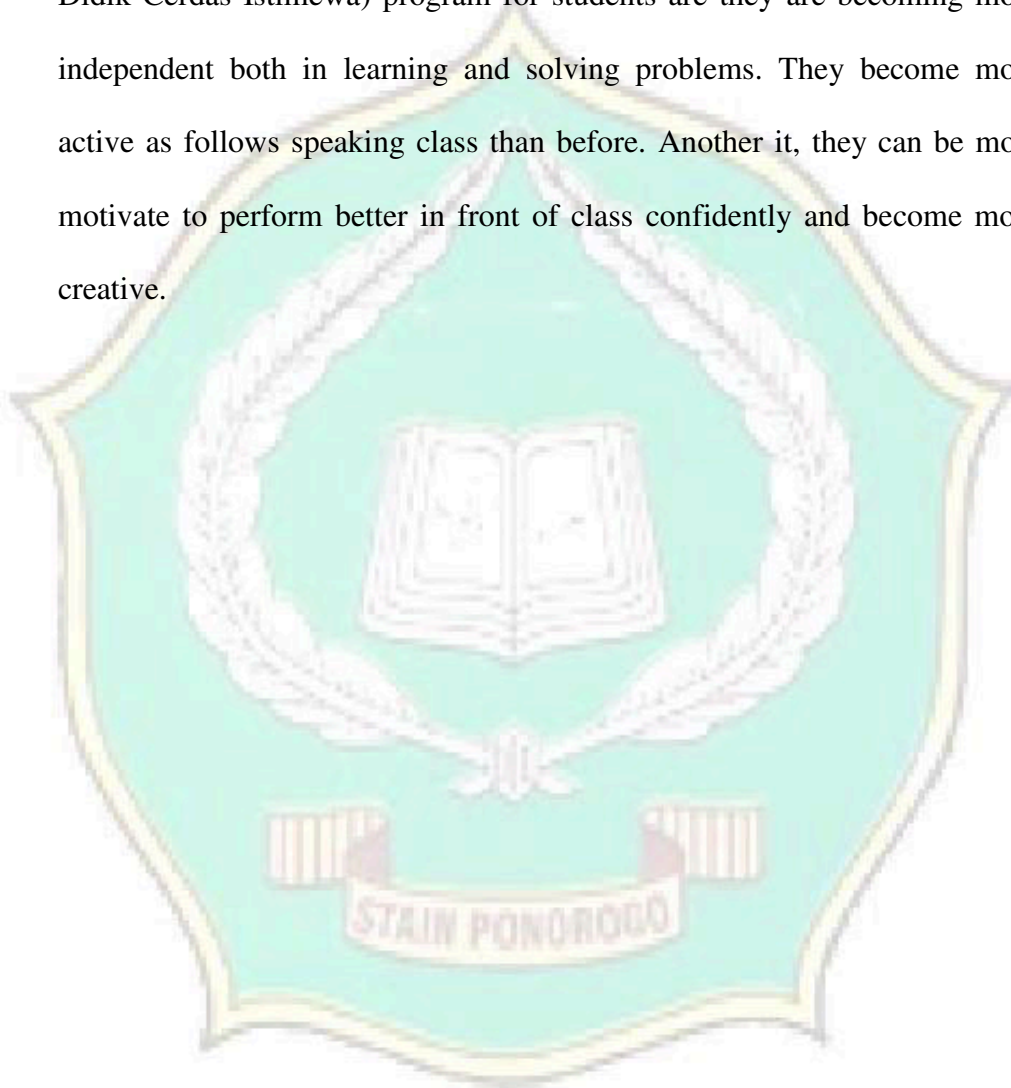 Didik Cerdas Istimewa) program for students are they are becoming mo
independent both in learning and solving problems. They become mo
active as follows speaking class than before. Another it, they can be mo
motivate to perform better in front of class confidently and become mo
creative.
STAIN PONOROGO